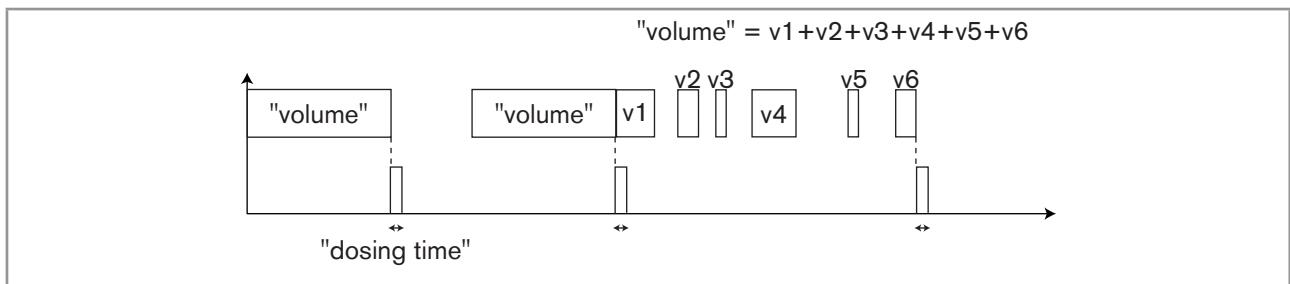 "volume" = v1+v2+v3+v4+v5+v6
v2 v3 v5 v6
"volume" "volume" v1 v4
"dosing time"